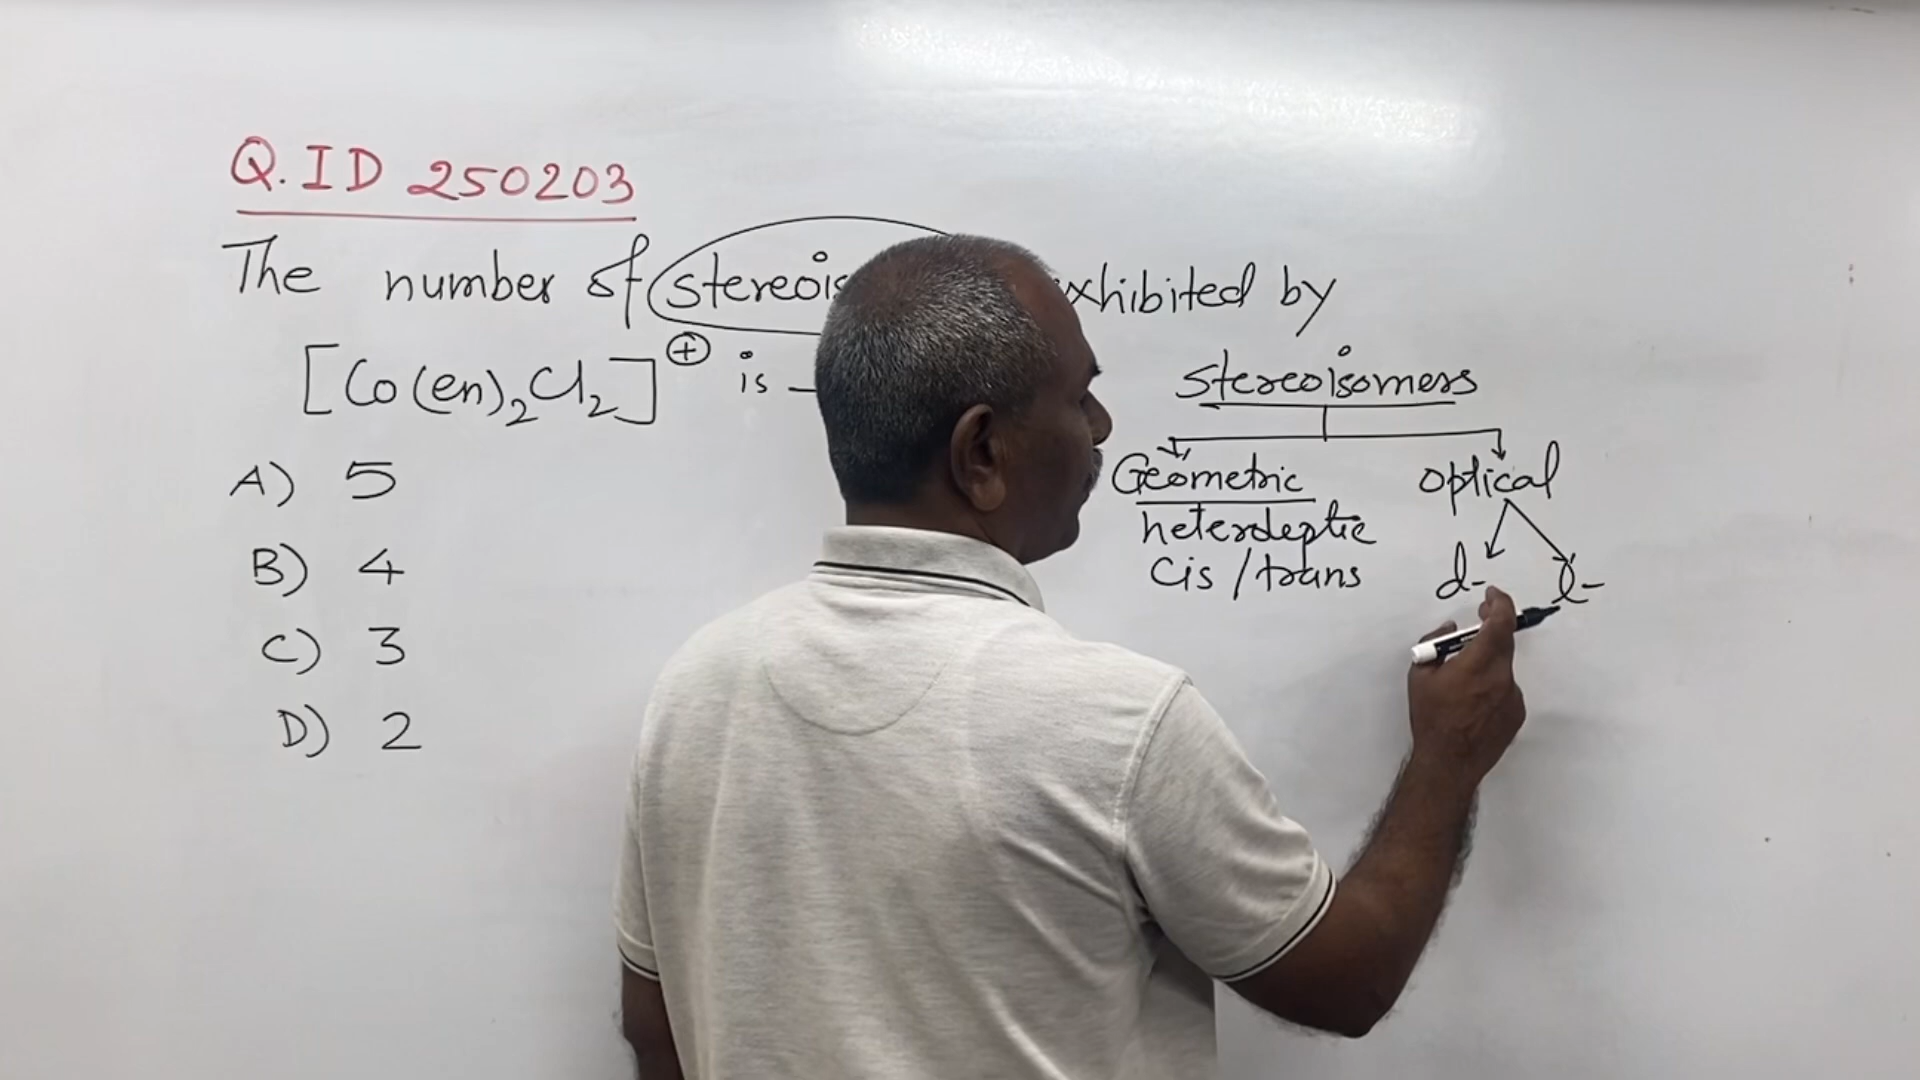 Q. ID 250203
The number of exhibited by
[Co(en)₂Cl₂]⊕ is
A) 5
B) 4
C) 3
D) 2
Stereoisomers
Geometric optical
heteroleptic
Cis / trans d- l-